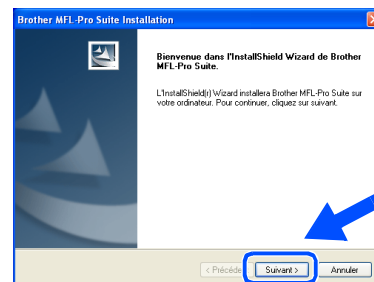 Brother MFL-Pro Suite Installation
Bienvenue dans l'InstallShield Wizard de Brother
MFL-Pro Suite.
L'InstallShield(r) Wizard installera Brother MFL-Pro Suite sur
votre ordinateur. Pour continuer, cliquez sur suivant.
< Précéde Suivant > Annuler